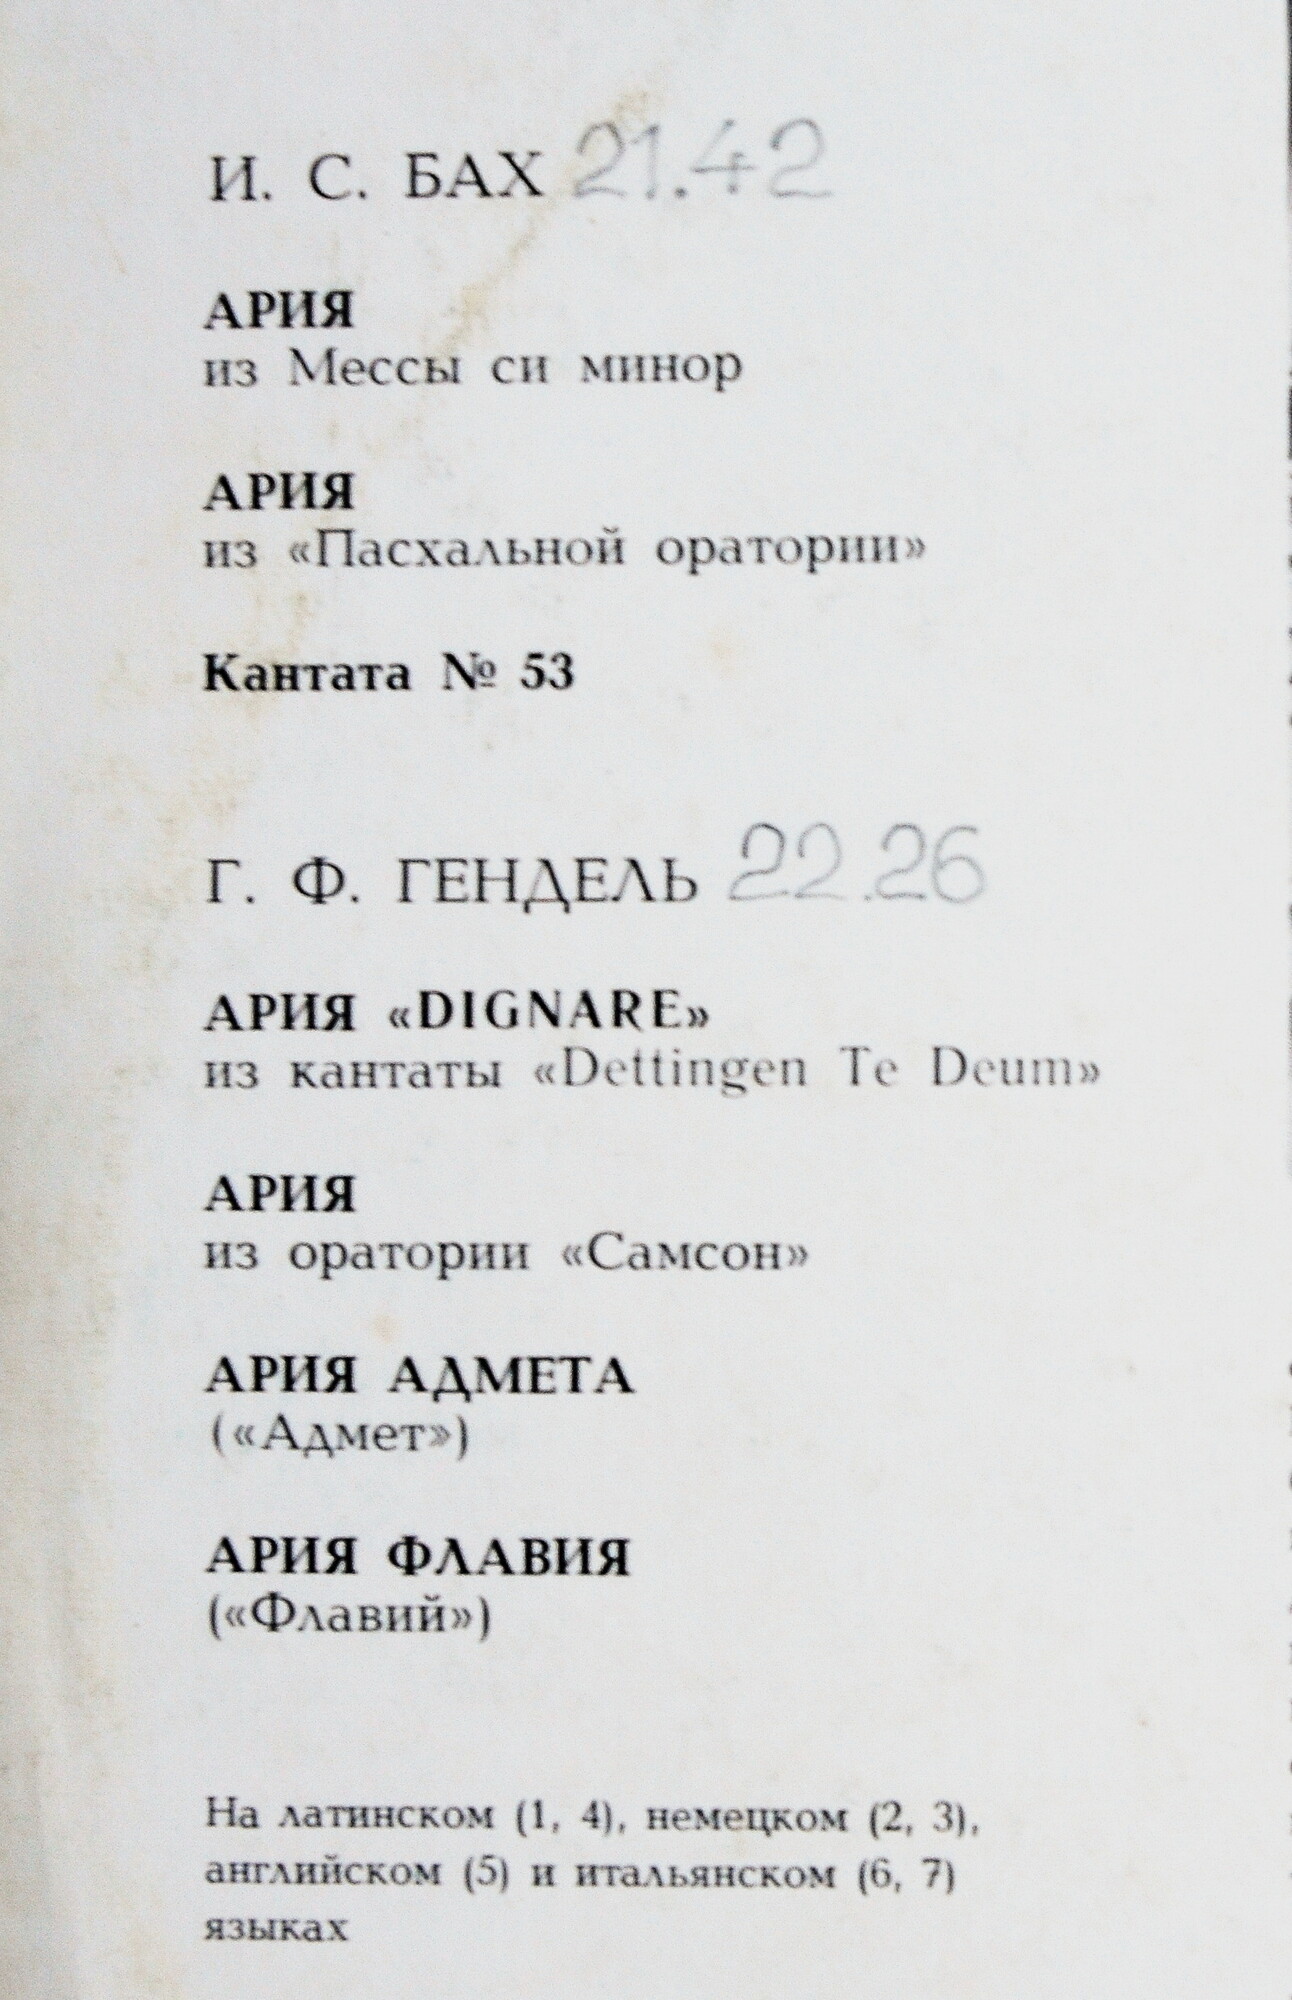 И. С. БАХ 21.42
АРИЯ
из Мессы си минор
АРИЯ
из «Пасхальной оратории»
Кантата № 53
Г. Ф. ГЕНДЕЛЬ 22.26
АРИЯ «DIGNARE»
из кантаты «Dettingen Te Deum»
АРИЯ
из оратории «Самсон»
АРИЯ АДМЕТА
(«Адмет»)
АРИЯ ФЛАВИЯ
(«Флавий»)
На латинском (1, 4), немецком (2, 3),
английском (5) и итальянском (6, 7)
языках